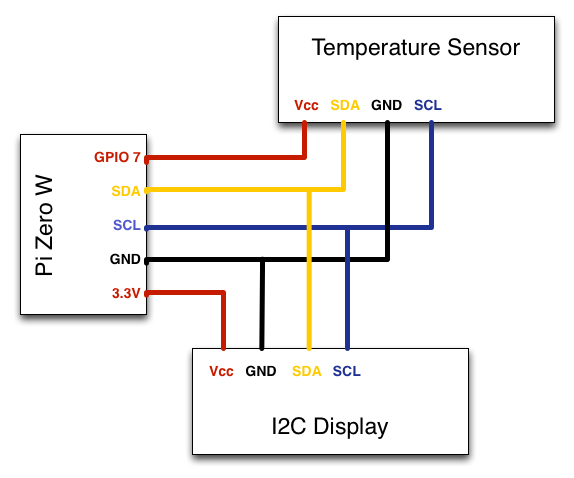 Temperature Sensor
Vcc SDA GND SCL
Pi Zero W
GPIO 7
SDA
SCL
GND
3.3V
Vcc GND SDA SCL
I2C Display